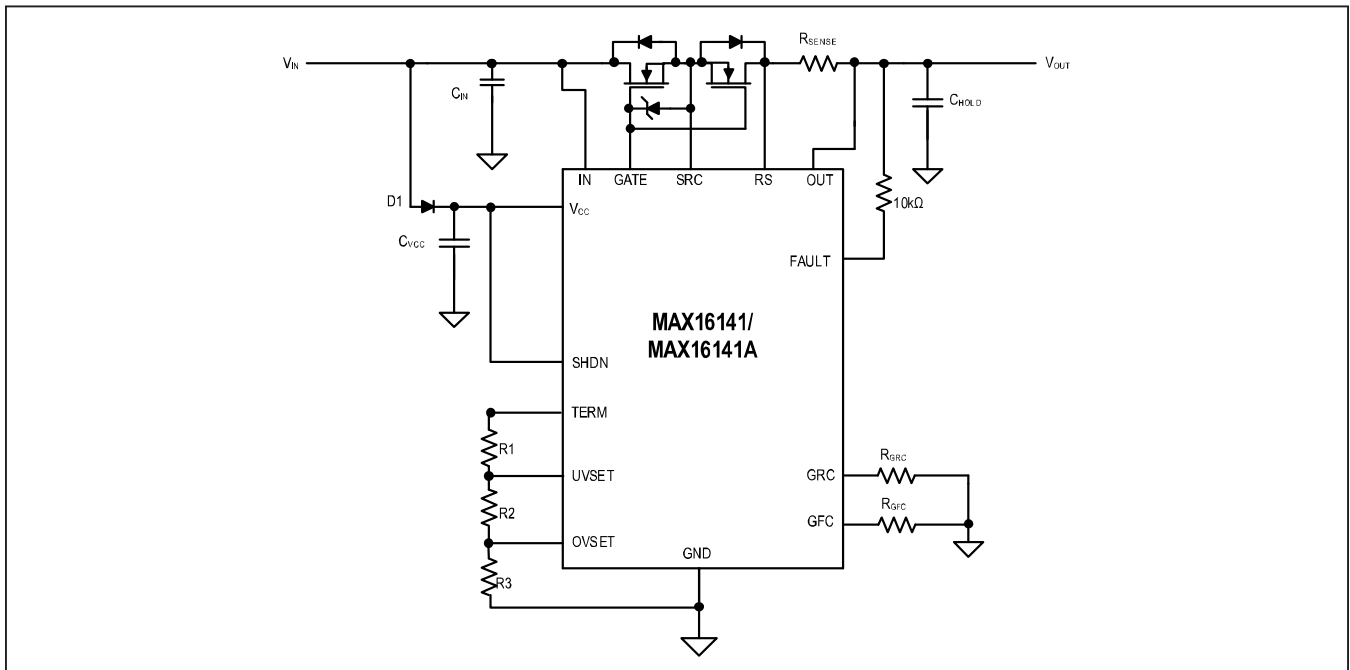 R_SENSE
V_IN
V_OUT
C_IN
C_HOLD
IN
GATE
SRC
RS
OUT
D1
V_CC
10kΩ
C_VCC
FAULT
MAX16141/
MAX16141A
SHDN
TERM
R1
R_GRC
UVSET
GRC
R2
R_GFC
GFC
OVSET
GND
R3